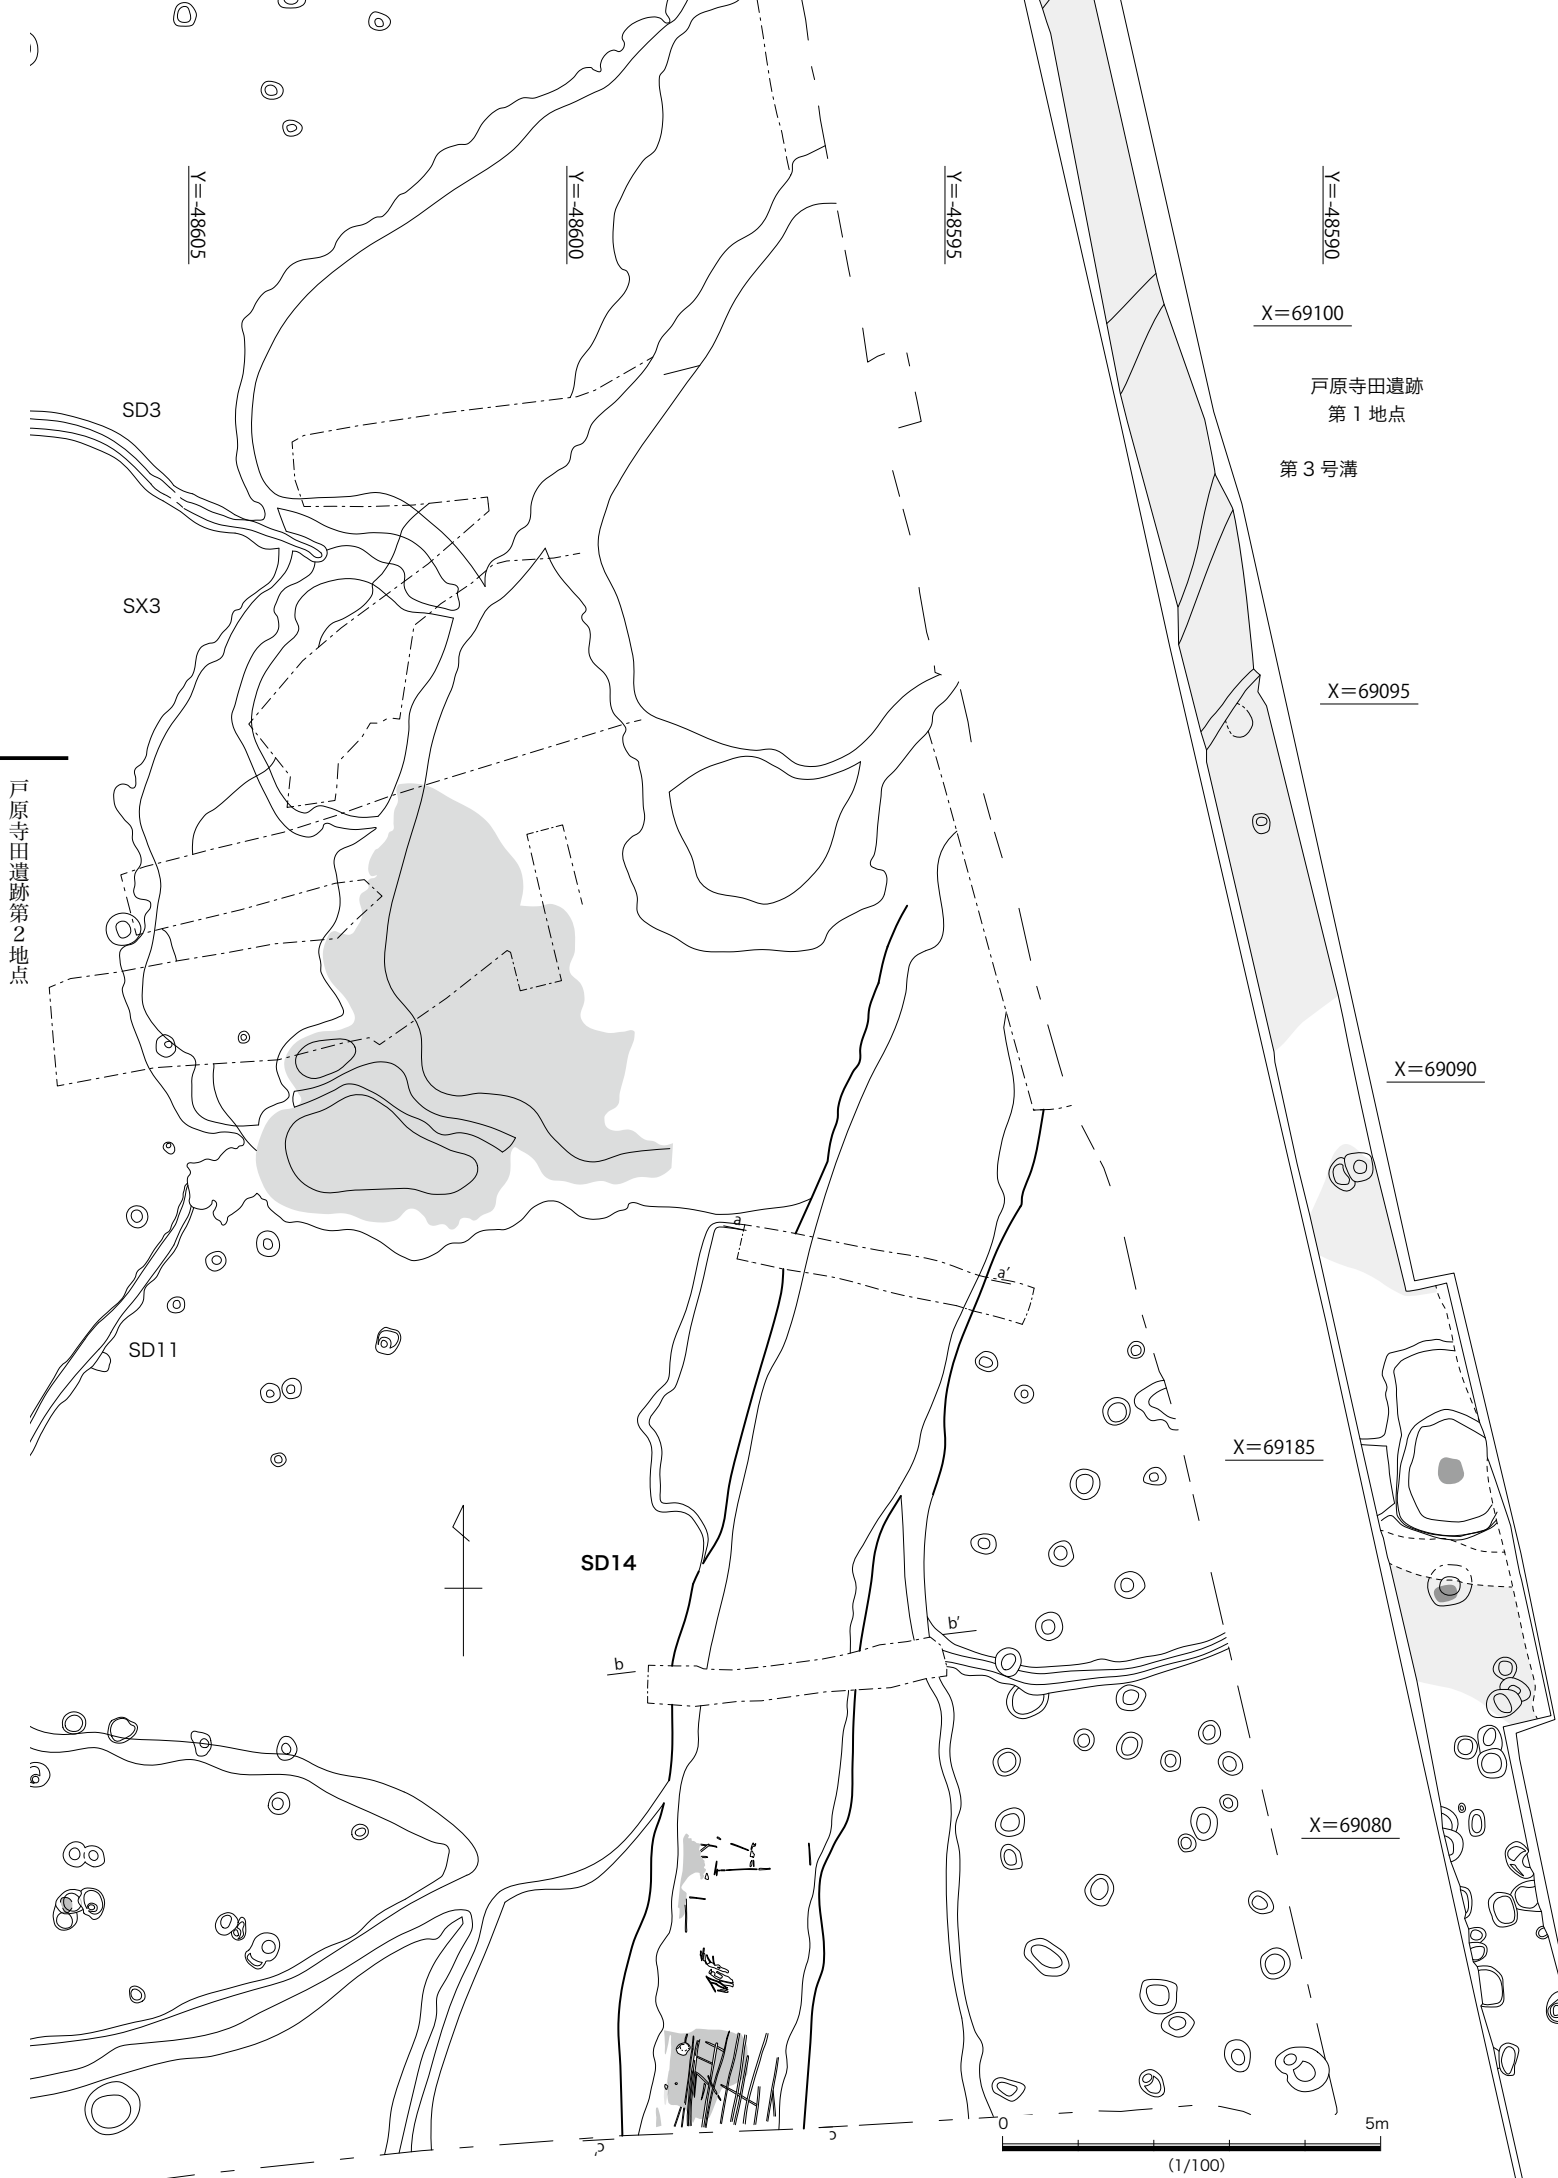 Y＝-48605
Y＝-48600
Y＝-48595
Y＝-48590
X＝69100
戸原寺田遺跡
第 1 地点
第 3 号溝
SD3
SX3
X＝69095
戸原寺田遺跡第２地点
X＝69090
a
a′
SD11
X＝69185
SD14
b′
b
X＝69080
0
5m
c′
c
(1/100)